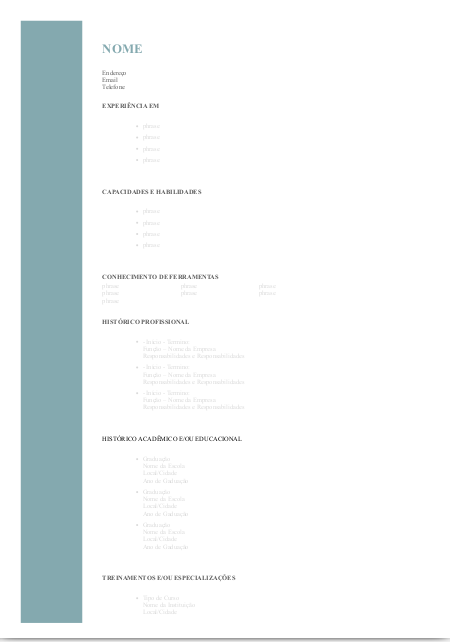 NOME
Endereço
Email
Telefone
EXPERIÊNCIA EM
• phrase
• phrase
• phrase
• phrase
CAPACIDADES E HABILIDADES
• phrase
• phrase
• phrase
• phrase
CONHECIMENTO DE FERRAMENTAS
phrase phrase phrase
phrase phrase phrase
phrase
HISTÓRICO PROFISSIONAL
• - Início – Termino
Função – Nome da Empresa
Responsabilidades e Responsabilidades
• - Início – Termino
Função – Nome da Empresa
Responsabilidades e Responsabilidades
• - Início – Termino
Função – Nome da Empresa
Responsabilidades e Responsabilidades
HISTÓRICO ACADÊMICO E/OU EDUCACIONAL
• Graduação
Nome da Escola
Local/Cidade
Ano de Graduação
• Graduação
Nome da Escola
Local/Cidade
Ano de Graduação
• Graduação
Nome da Escola
Local/Cidade
Ano de Graduação
TREINAMENTOS E/OU ESPECIALIZAÇÕES
• Tipo de Curso
Nome da Instituição
Local/Cidade